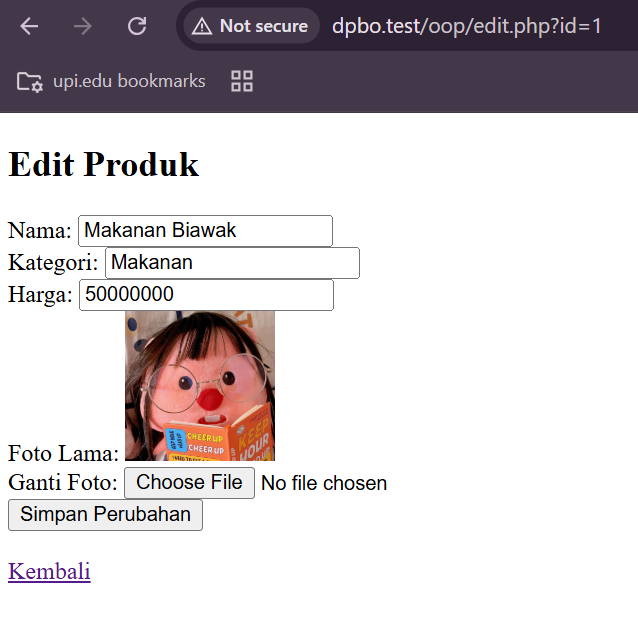 Not secure dpbo.test/oop/edit.php?id=1
upi.edu bookmarks
Edit Produk
Nama: Makanan Biawak
Kategori: Makanan
Harga: 50000000
CHEER UP
CHEER UP
KEEP
HOUR
Foto Lama:
Ganti Foto: Choose File No file chosen
Simpan Perubahan
Kembali